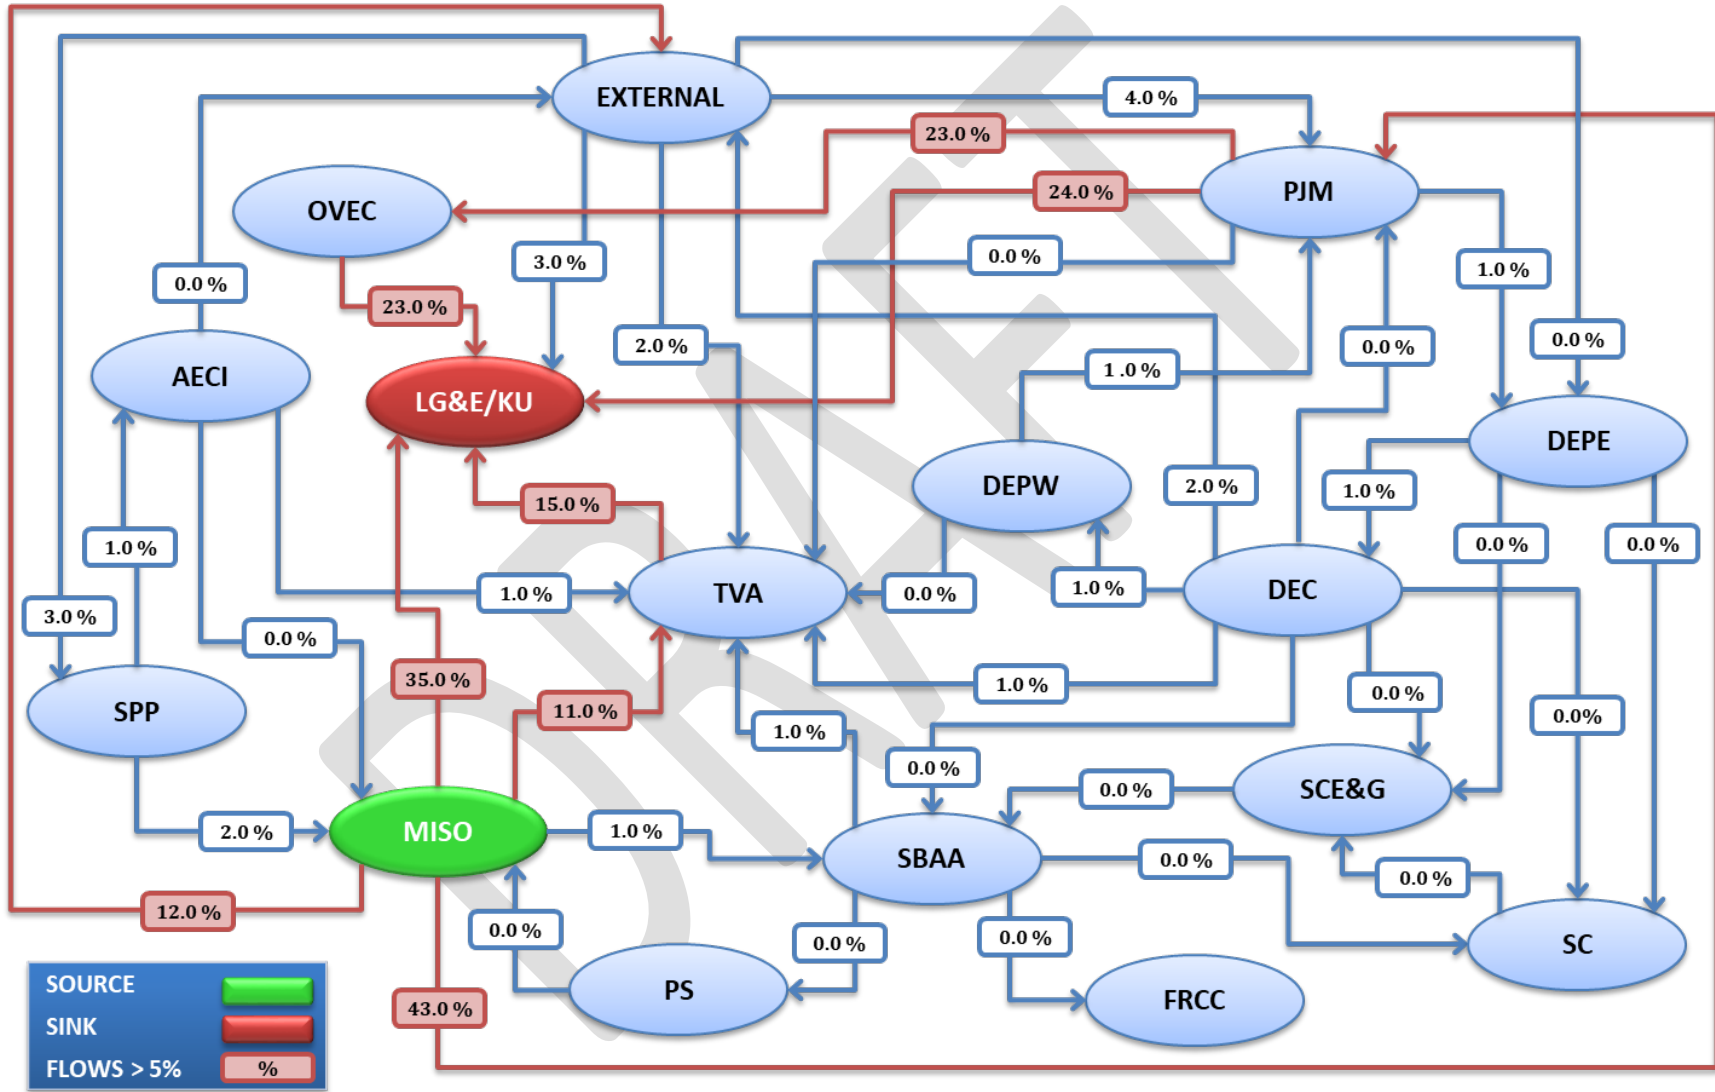 EXTERNAL
4.0 %
23.0 %
PJM
24.0 %
OVEC
0.0 %
3.0 %
1.0 %
0.0 %
23.0 %
2.0 %
0.0 %
0.0 %
1 .0 %
AECI
LG&E/KU
DEPE
DEPW
2.0 %
1.0 %
15.0 %
1.0 %
0.0 %
0.0 %
TVA
1.0 %
0.0 %
1.0 %
DEC
3.0 %
0.0 %
35.0 %
1.0 %
0.0 %
SPP
11.0 %
0.0%
1.0 %
0.0 %
0.0 %
SCE&G
MISO
2.0 %
1.0 %
SBAA
0.0 %
0.0 %
12.0 %
0.0 %
0.0 %
0.0 %
SC
SOURCE
PS
FRCC
43.0 %
SINK
FLOWS > 5%
%
DRAFT